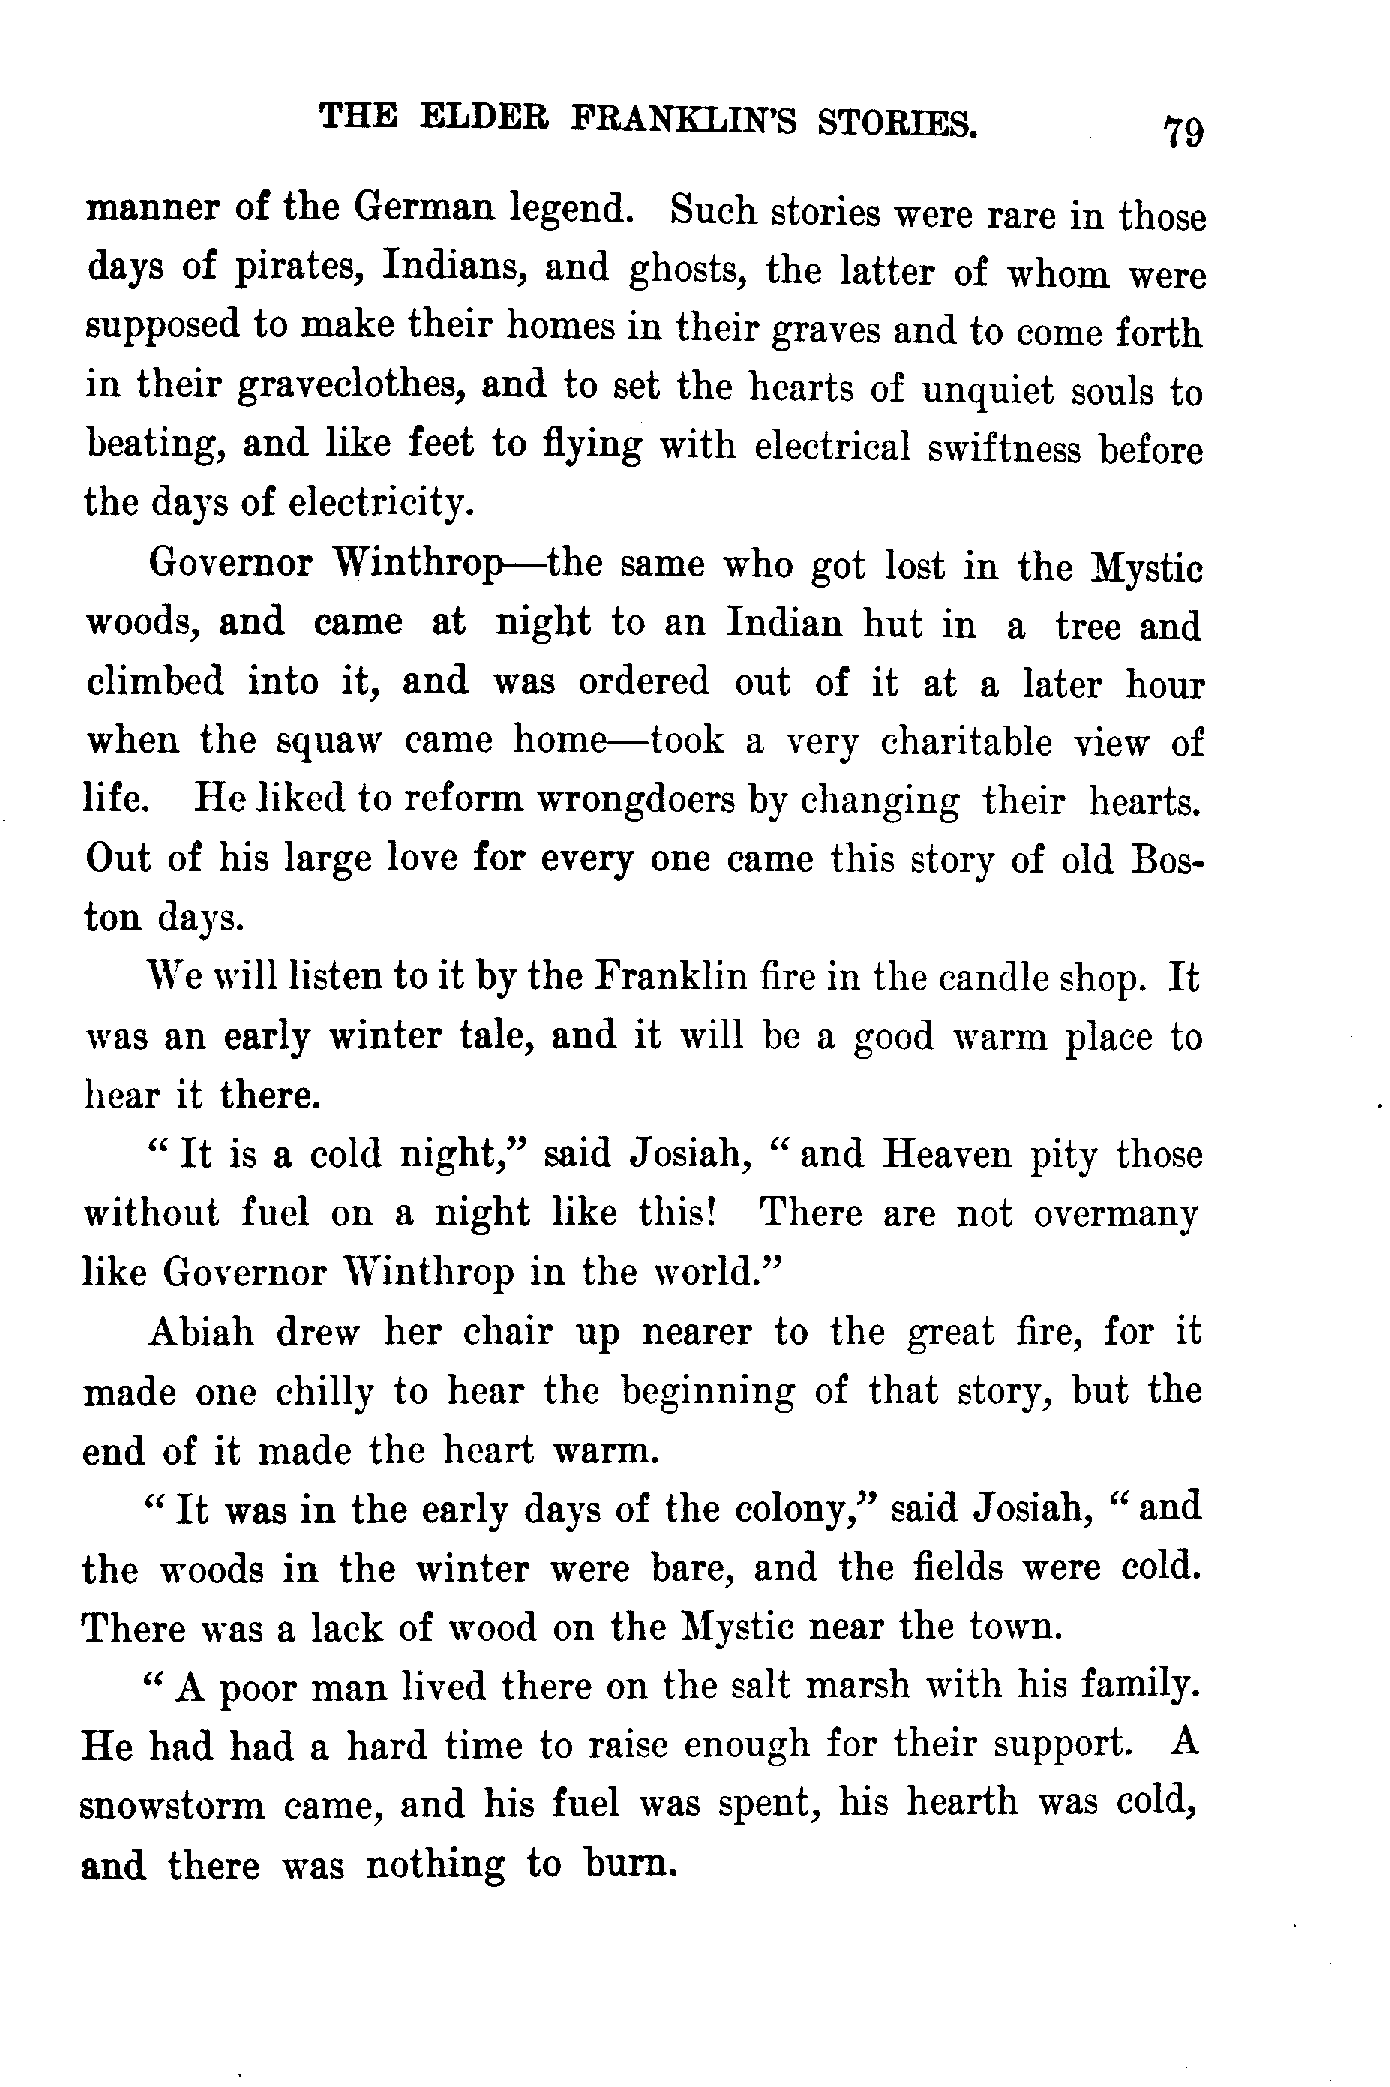 THE ELDER FRANKLIN'S STORIES. 79
manner of the German legend. Such stories were rare in those
days of pirates, Indians, and ghosts, the latter of whom were
supposed to make their homes in their graves and to come forth
in their graveclothes, and to set the hearts of unquiet souls to
beating, and like feet to flying with electrical swiftness before
the days of electricity.
Governor Winthrop—the same who got lost in the Mystic
woods, and came at night to an Indian hut in a tree and
climbed into it, and was ordered out of it at a later hour
when the squaw came home—took a very charitable view of
life. He liked to reform wrongdoers by changing their hearts.
Out of his large love for every one came this story of old Bos-
ton days.
We will listen to it by the Franklin fire in the candle shop. It
was an early winter tale, and it will be a good warm place to
hear it there.
" It is a cold night," said Josiah, " and Heaven pity those
without fuel on a night like this! There are not overmany
like Governor Winthrop in the world."
Abiah drew her chair up nearer to the great fire, for it
made one chilly to hear the beginning of that story, but the
end of it made the heart warm.
" It was in the early days of the colony," said Josiah, " and
the woods in the winter were bare, and the fields were cold.
There was a lack of wood on the Mystic near the town.
" A poor man lived there on the salt marsh with his family.
He had had a hard time to raise enough for their support. A
snowstorm came, and his fuel was spent, his hearth was cold,
and there was nothing to burn.